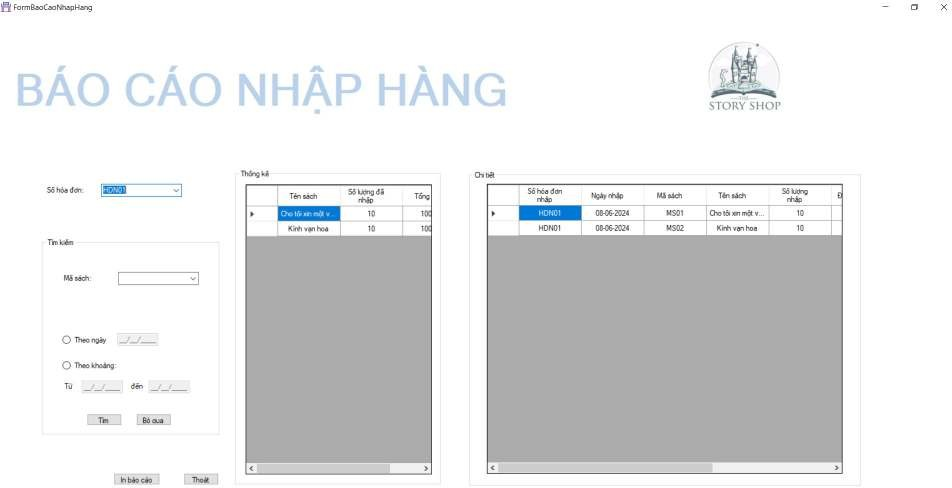 FormBaoCaoNhapHang
BÁO CÁO NHẬP HÀNG
THE
STORY SHOP
Số hóa đơn: HDN01
Tìm kiếm
Mã sách:
Theo ngày __/__/____
Theo khoảng:
Từ __/__/____ đến __/__/____
Tìm Bỏ qua
In báo cáo Thoát
Thống kê
Tên sách Số lượng đã nhập Tổng
Cho tôi xin một v... 10 100
Kính vạn hoa 10 100
Chi tiết
Số hóa đơn nhập Ngày nhập Mã sách Tên sách Số lượng nhập Đ
HDN01 08-06-2024 MS01 Cho tôi xin một v... 10
HDN01 08-06-2024 MS02 Kính vạn hoa 10